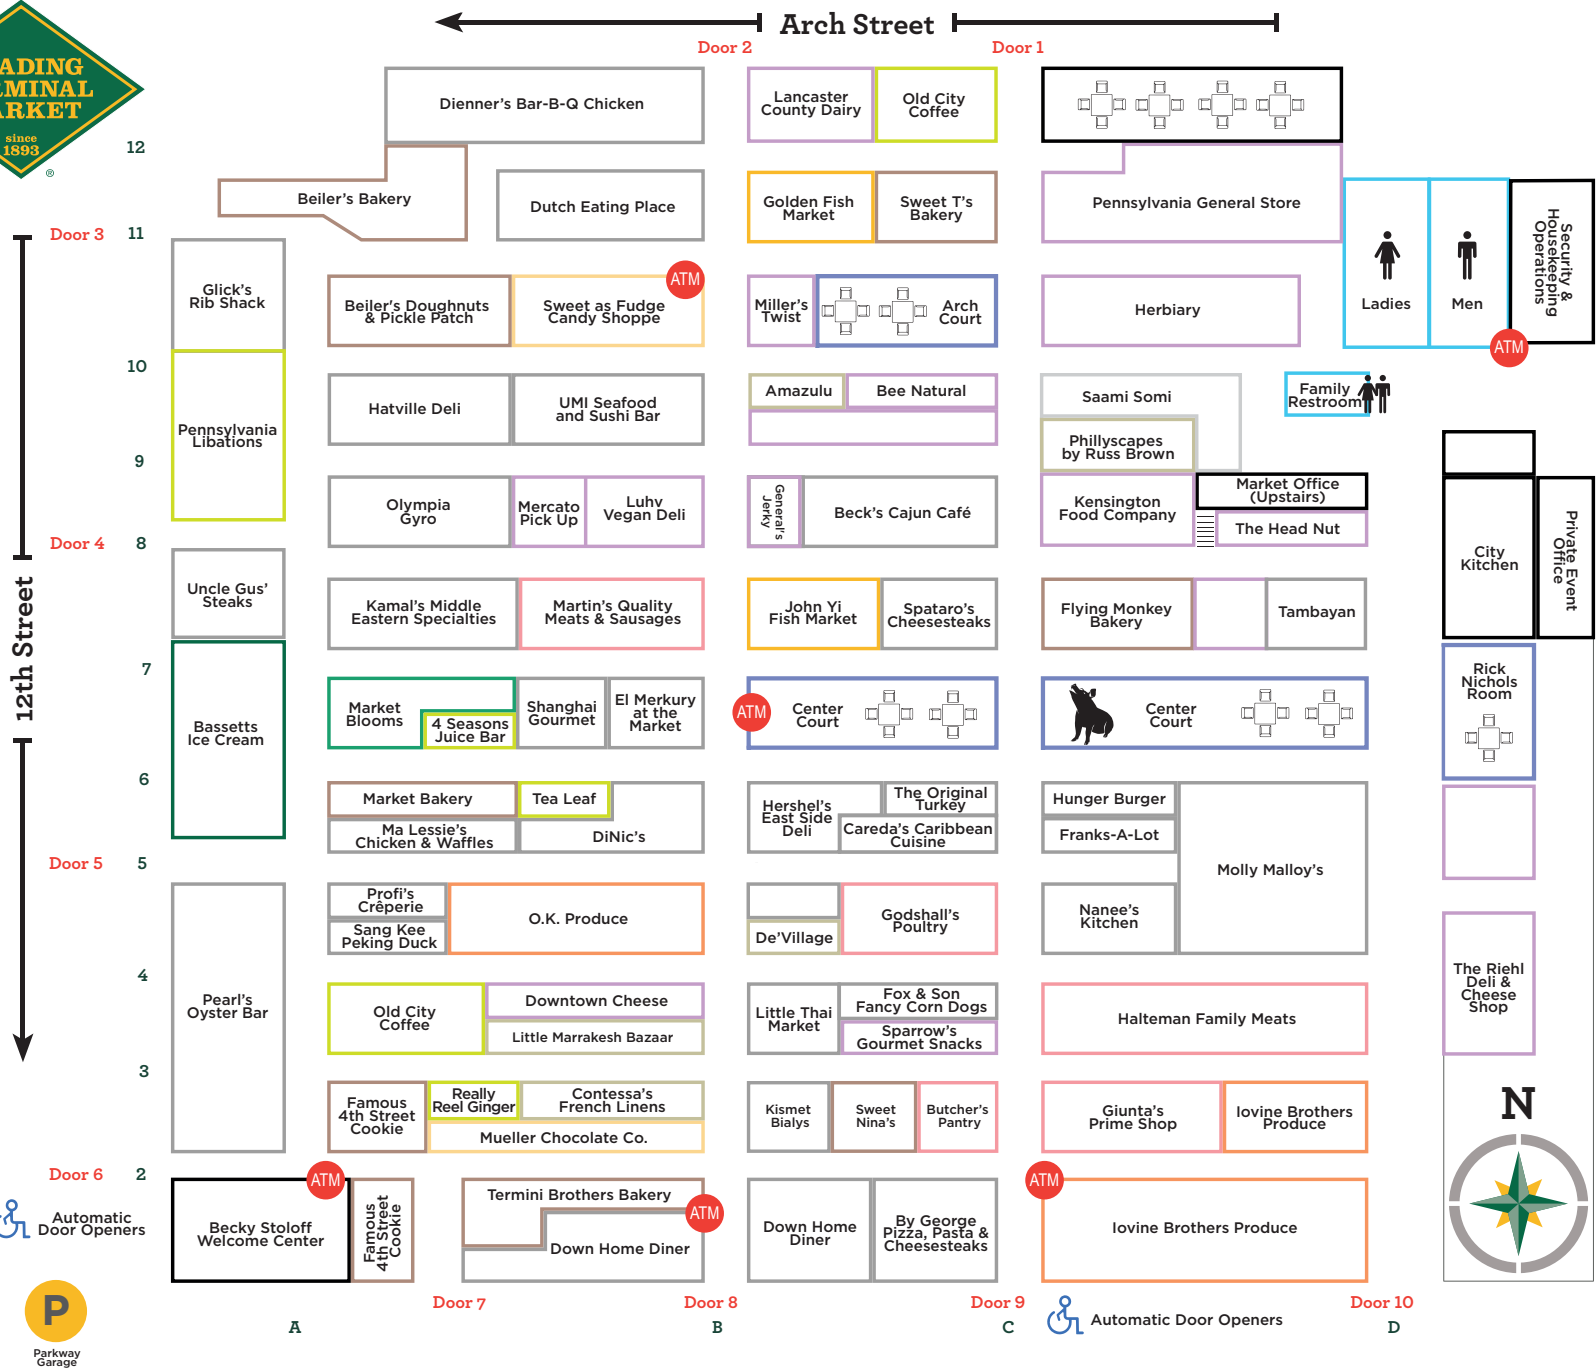 Arch Street
Door 2
Door 1
ADING
RMINAL
ARKET
since
1893
®
12
Dienner's Bar-B-Q Chicken
Lancaster
County Dairy
Old City
Coffee
Beiler's Bakery
Dutch Eating Place
Golden Fish
Market
Sweet T's
Bakery
Pennsylvania General Store
Ladies
Men
Security &
Housekeeping
Operations
ATM
Door 3
11
Glick's
Rib Shack
Beiler's Doughnuts
& Pickle Patch
Sweet as Fudge
Candy Shoppe
ATM
Miller's
Twist
Arch
Court
Herbiary
10
Pennsylvania
Libations
Hatville Deli
UMI Seafood
and Sushi Bar
Amazulu
Bee Natural
Saami Somi
Family
Restroom
Phillyscapes
by Russ Brown
9
Olympia
Gyro
Mercato
Pick Up
Luhv
Vegan Deli
General's
Jerky
Beck's Cajun Café
Kensington
Food Company
Market Office
(Upstairs)
The Head Nut
City
Kitchen
Private Event
Office
Door 4
8
12th Street
Uncle Gus'
Steaks
Kamal's Middle
Eastern Specialties
Martin's Quality
Meats & Sausages
John Yi
Fish Market
Spataro's
Cheesesteaks
Flying Monkey
Bakery
Tambayan
7
Bassetts
Ice Cream
Market
Blooms
4 Seasons
Juice Bar
Shanghai
Gourmet
El Merkury
at the
Market
ATM
Center
Court
Center
Court
Rick
Nichols
Room
6
Market Bakery
Tea Leaf
Ma Lessie's
Chicken & Waffles
DiNic's
Hershel's
East Side
Deli
The Original
Turkey
Careda's Caribbean
Cuisine
Hunger Burger
Franks-A-Lot
Molly Malloy's
Door 5
5
Pearl's
Oyster Bar
Profi's
Crêperie
Sang Kee
Peking Duck
O.K. Produce
De'Village
Godshall's
Poultry
Nanee's
Kitchen
4
Old City
Coffee
Downtown Cheese
Little Marrakesh Bazaar
Little Thai
Market
Fox & Son
Fancy Corn Dogs
Sparrow's
Gourmet Snacks
Halteman Family Meats
The Riehl
Deli &
Cheese
Shop
3
Famous
4th Street
Cookie
Really
Reel Ginger
Contessa's
French Linens
Mueller Chocolate Co.
Kismet
Bialys
Sweet
Nina's
Butcher's
Pantry
Giunta's
Prime Shop
Iovine Brothers
Produce
N
Door 6
2
Automatic
Door Openers
ATM
Becky Stoloff
Welcome Center
Famous
4th Street
Cookie
Termini Brothers Bakery
ATM
Down Home Diner
Down Home
Diner
By George
Pizza, Pasta &
Cheesesteaks
ATM
Iovine Brothers Produce
P
Parkway
Garage
Door 7
Door 8
Door 9
Automatic Door Openers
Door 10
A
B
C
D